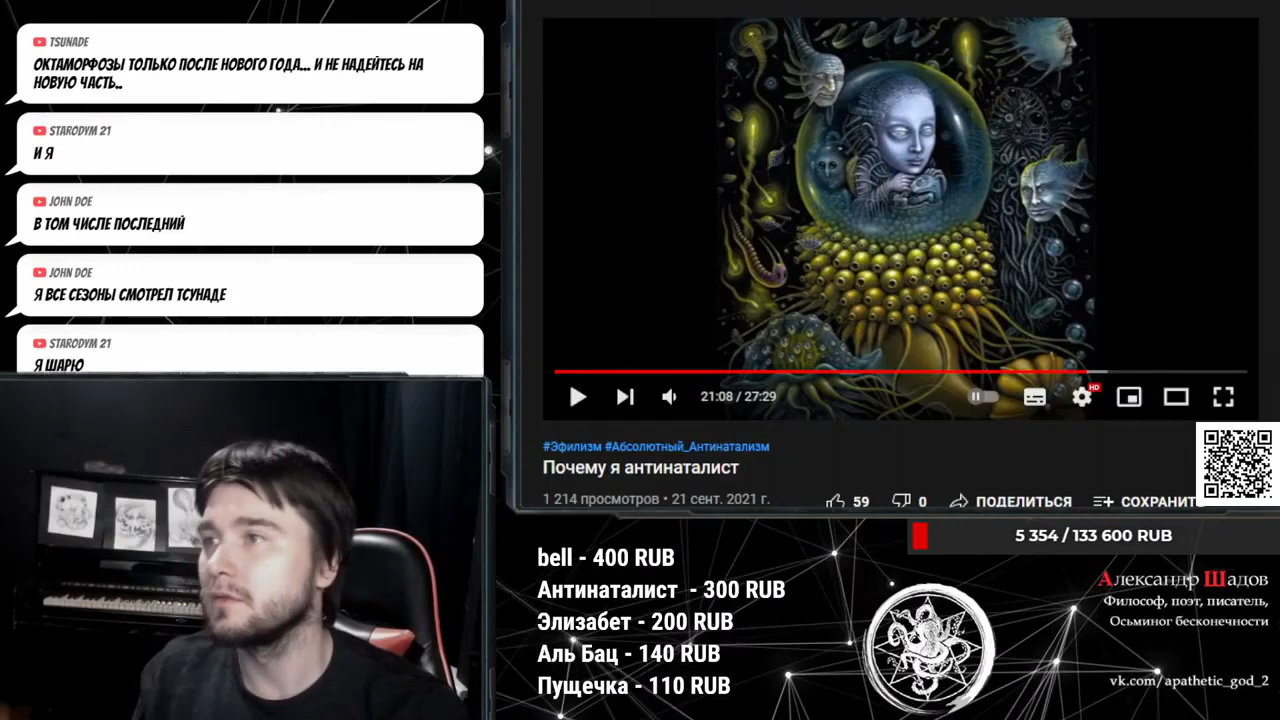 TSUNADE
ОКТАМОРФОЗЫ ТОЛЬКО ПОСЛЕ НОВОГО ГОДА... И НЕ НАДЕЙТЕСЬ НА
НОВУЮ ЧАСТЬ..
STARODYM 21
И Я
JOHN DOE
В ТОМ ЧИСЛЕ ПОСЛЕДНИЙ
JOHN DOE
Я ВСЕ СЕЗОНЫ СМОТРЕЛ ТСУНАДЕ
STARODYM 21
Я ШАРЮ
21:08 / 27:29
HD
#Эфилизм #Абсолютный_Антинатализм
Почему я антинаталист
1 214 просмотров • 21 сент. 2021 г.
59
0
ПОДЕЛИТЬСЯ
СОХРАНИТЬ
5 354 / 133 600 RUB
bell - 400 RUB
Антинаталист - 300 RUB
Элизабет - 200 RUB
Аль Бац - 140 RUB
Пущечка - 110 RUB
Александр Шадов
Философ, поэт, писатель,
Осьминог бесконечности
vk.com/apathetic_god_2